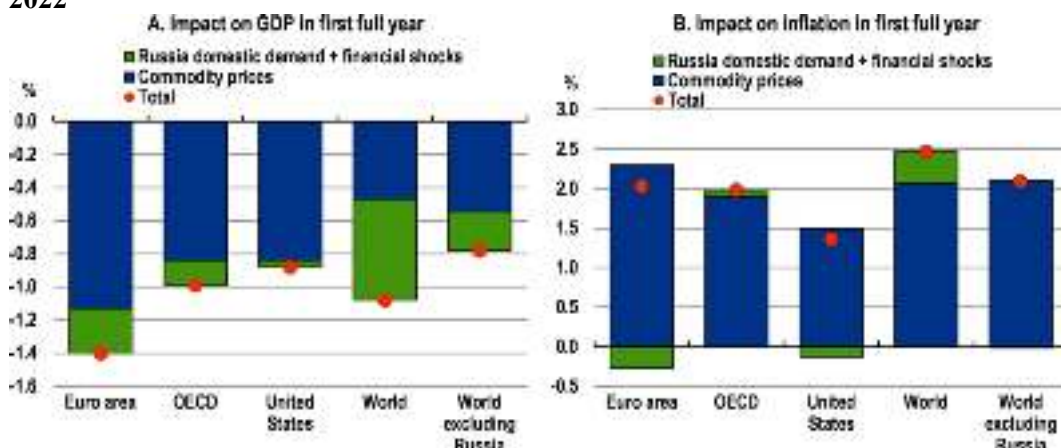 2022
A. Impact on GDP in first full year
Russia domestic demand + financial shocks
Commodity prices
Total
%
0.0
-0.2
-0.4
-0.6
-0.8
-1.0
-1.2
-1.4
-1.6
Euro area
OECD
United
States
World
World
excluding
Russia
B. Impact on inflation in first full year
Russia domestic demand + financial shocks
Commodity prices
Total
%
3.0
2.5
2.0
1.5
1.0
0.5
0.0
-0.5
Euro area
OECD
United
States
World
World
excluding
Russia